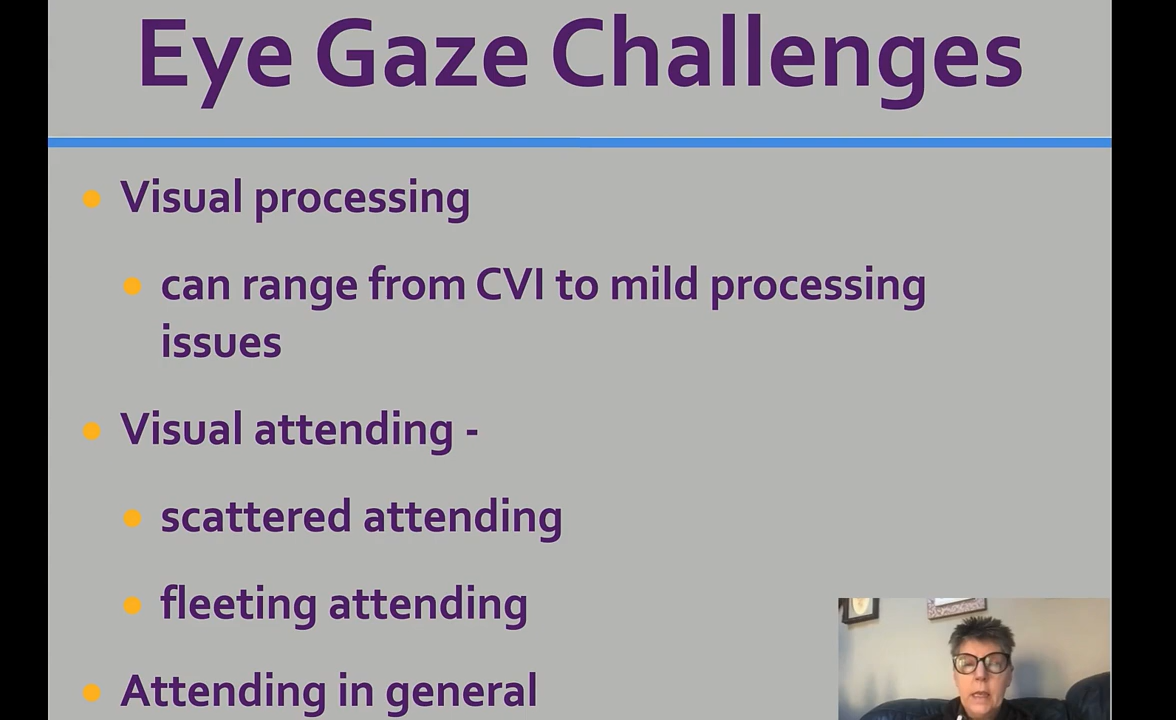 Eye Gaze Challenges
Visual processing
can range from CVI to mild processing
issues
Visual attending -
scattered attending
fleeting attending
Attending in general